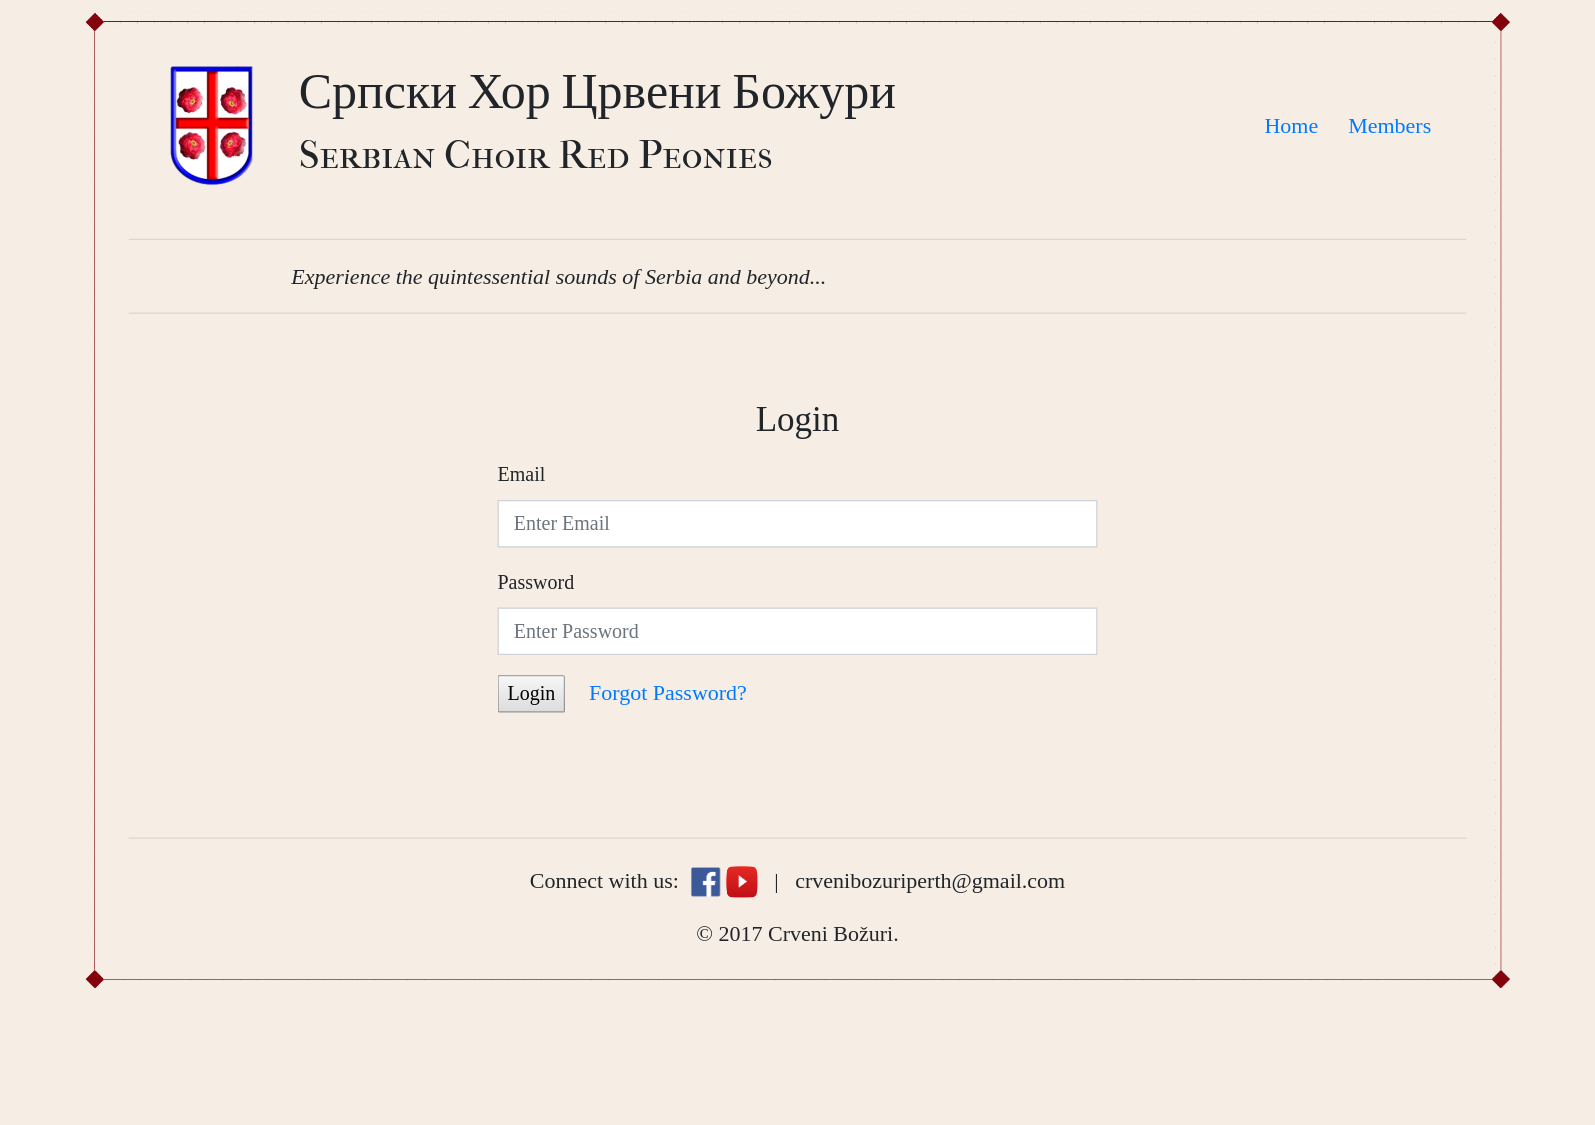 Српски Хор Црвени Божури
Serbian Choir Red Peonies
Home Members
Experience the quintessential sounds of Serbia and beyond...
Login
Email
Enter Email
Password
Enter Password
Login Forgot Password?
Connect with us: | crvenibozuriperth@gmail.com
© 2017 Crveni Božuri.